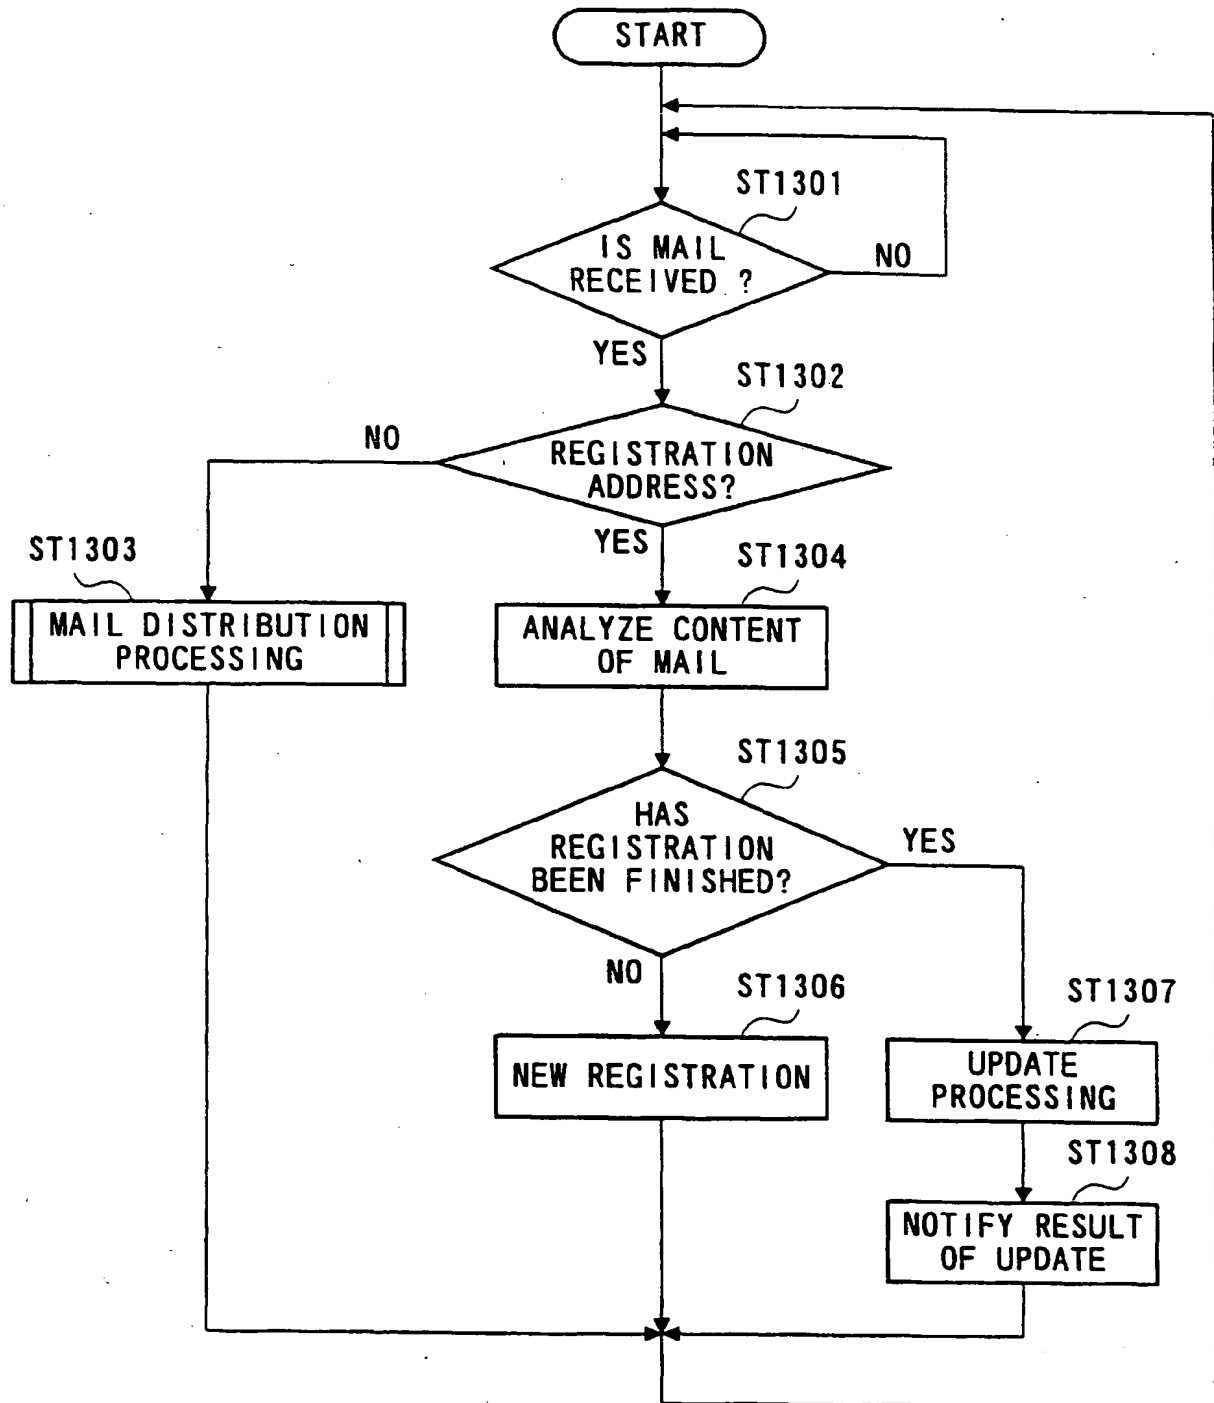 START
ST1301
IS MAIL
RECEIVED ?
NO
YES
ST1302
NO
REGISTRATION
ADDRESS?
YES
ST1303
ST1304
MAIL DISTRIBUTION
PROCESSING
ANALYZE CONTENT
OF MAIL
ST1305
HAS
REGISTRATION
BEEN FINISHED?
YES
NO
ST1306
ST1307
NEW REGISTRATION
UPDATE
PROCESSING
ST1308
NOTIFY RESULT
OF UPDATE